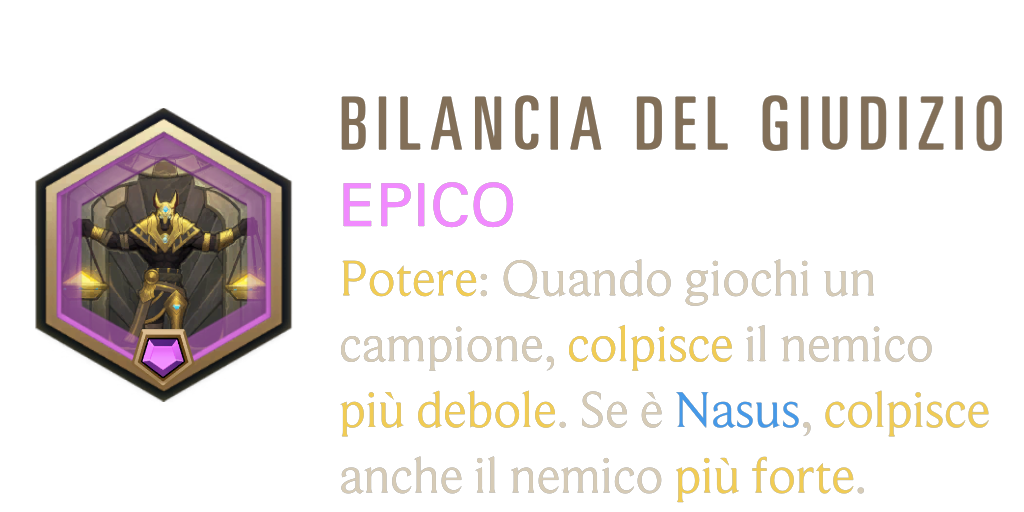 BILANCIA DEL GIUDIZIO
EPICO
Potere: Quando giochi un
campione, colpisce il nemico
più debole. Se è Nasus, colpisce
anche il nemico più forte.